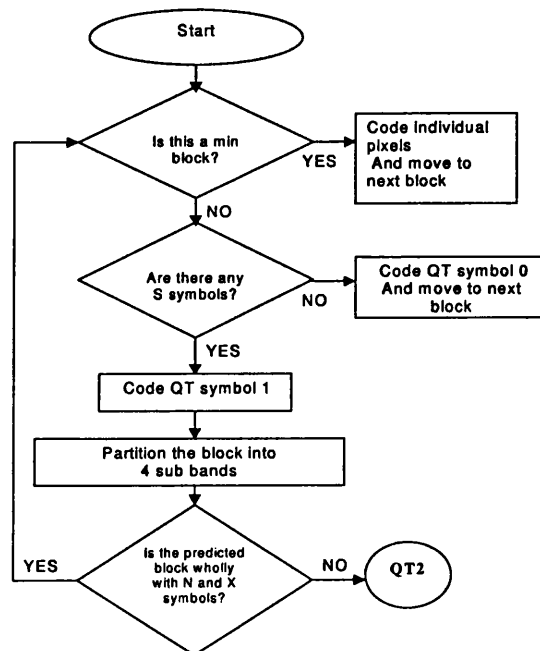 Start
Is this a min
block?
YES
Code individual
pixels
And move to
next block
NO
Are there any
S symbols?
NO
Code QT symbol 0
And move to next
block
YES
Code QT symbol 1
Partition the block into
4 sub bands
Is the predicted
block wholly
with N and X
symbols?
YES
NO
QT2